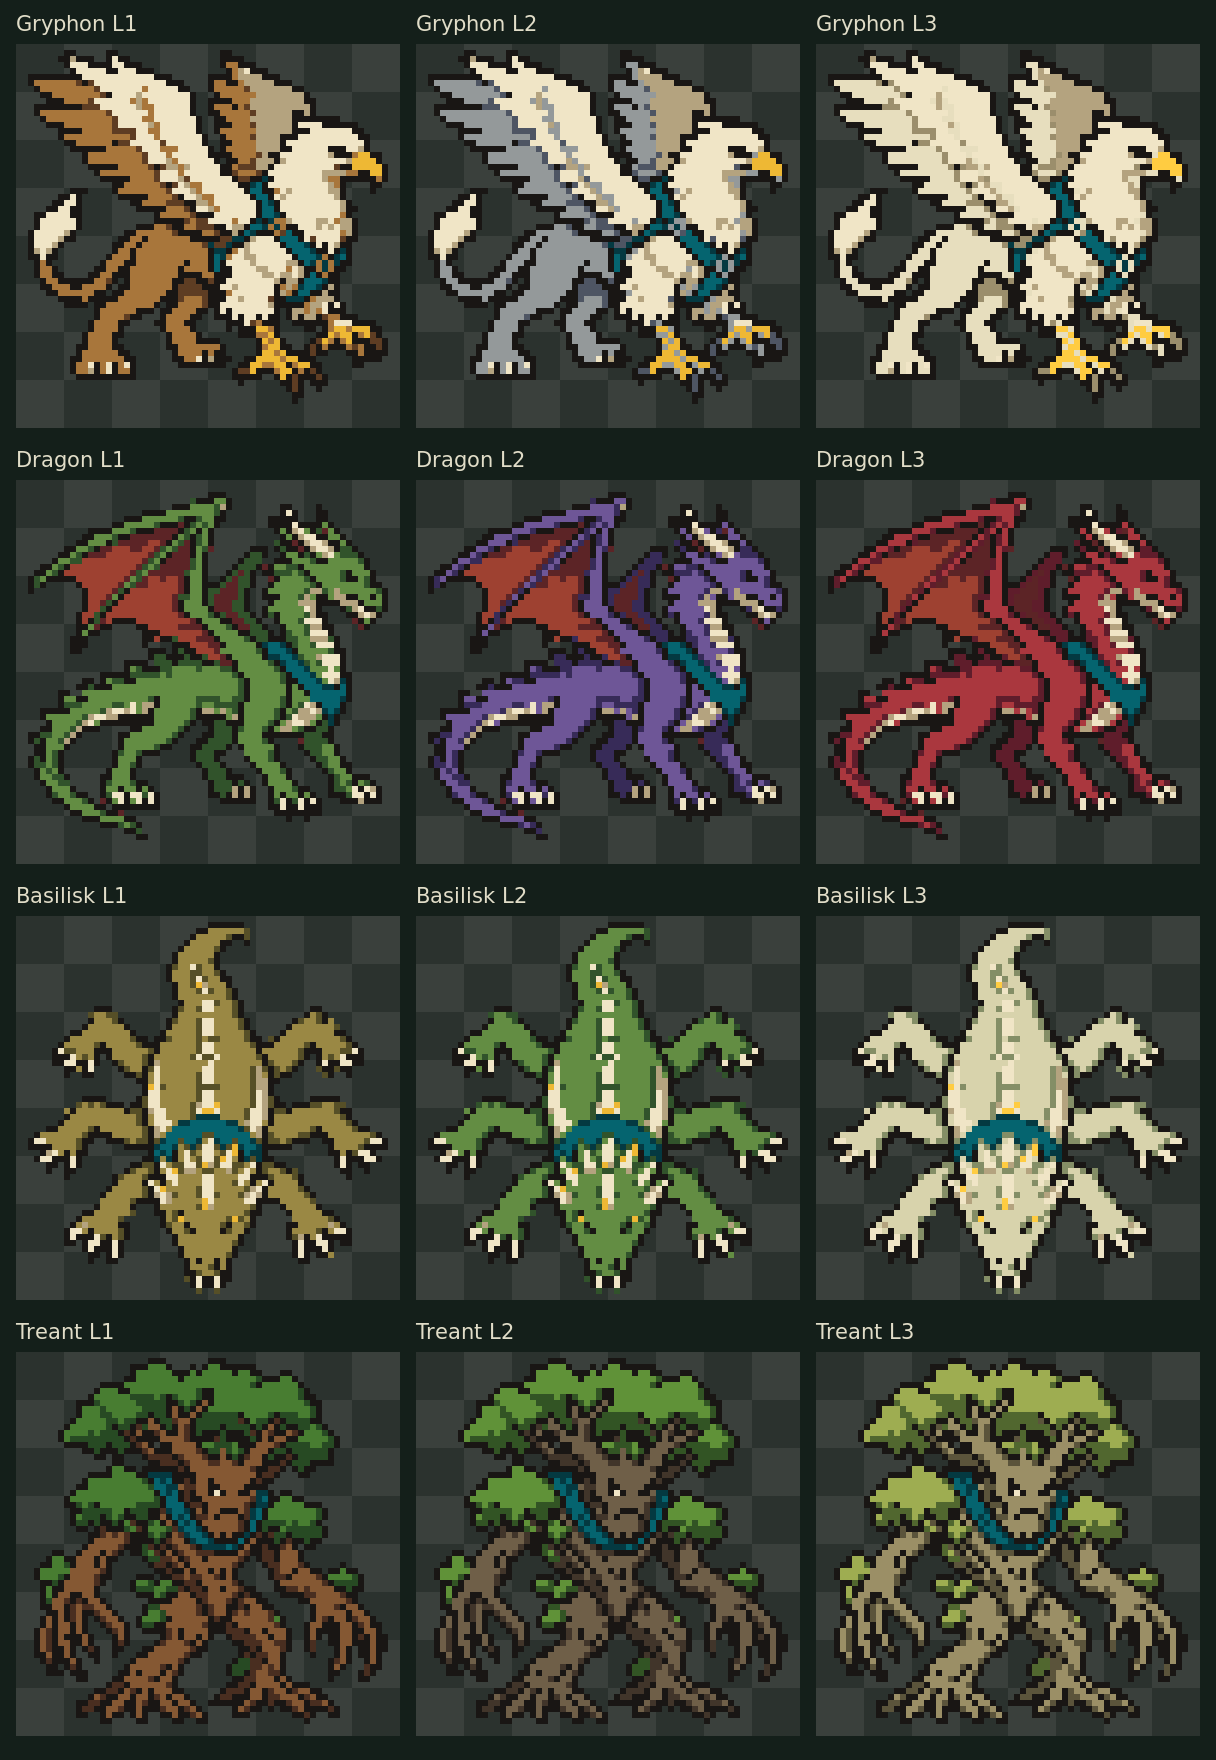 Gryphon L1
Gryphon L2
Gryphon L3
Dragon L1
Dragon L2
Dragon L3
Basilisk L1
Basilisk L2
Basilisk L3
Treant L1
Treant L2
Treant L3